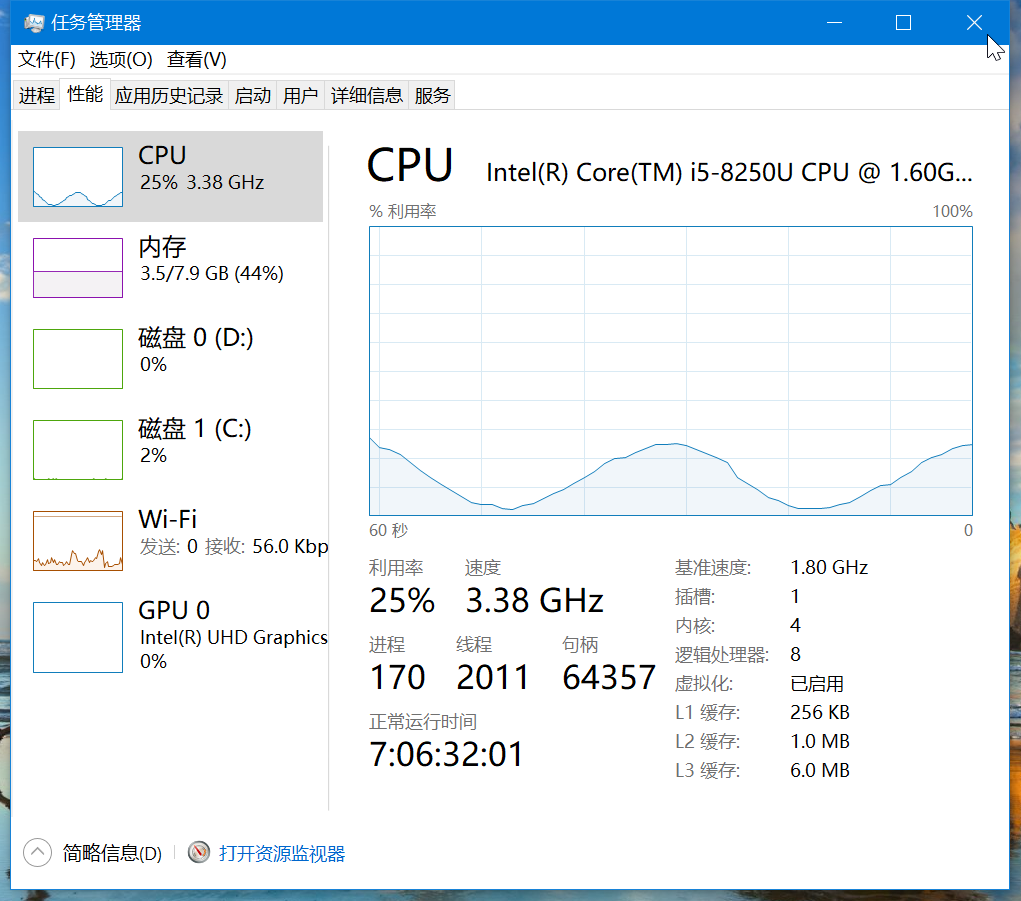 任务管理器
文件(F) 选项(O) 查看(V)
进程 性能 应用历史记录 启动 用户 详细信息 服务
CPU
25% 3.38 GHz
内存
3.5/7.9 GB (44%)
磁盘 0 (D:)
0%
磁盘 1 (C:)
2%
Wi-Fi
发送: 0 接收: 56.0 Kbp
GPU 0
Intel(R) UHD Graphics
0%
CPU Intel(R) Core(TM) i5-8250U CPU @ 1.60G...
% 利用率 100%
60 秒 0
利用率 速度
25% 3.38 GHz
进程 线程 句柄
170 2011 64357
正常运行时间
7:06:32:01
基准速度: 1.80 GHz
插槽: 1
内核: 4
逻辑处理器: 8
虚拟化: 已启用
L1 缓存: 256 KB
L2 缓存: 1.0 MB
L3 缓存: 6.0 MB
简略信息(D) 打开资源监视器